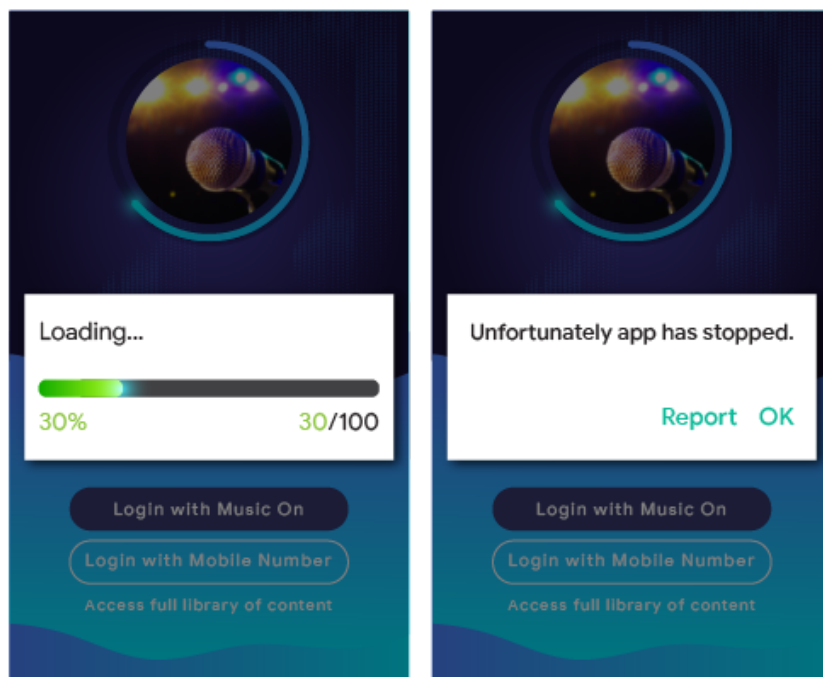 Loading...
30% 30/100
Login with Music On
Login with Mobile Number
Access full library of content
Unfortunately app has stopped.
Report OK
Login with Music On
Login with Mobile Number
Access full library of content